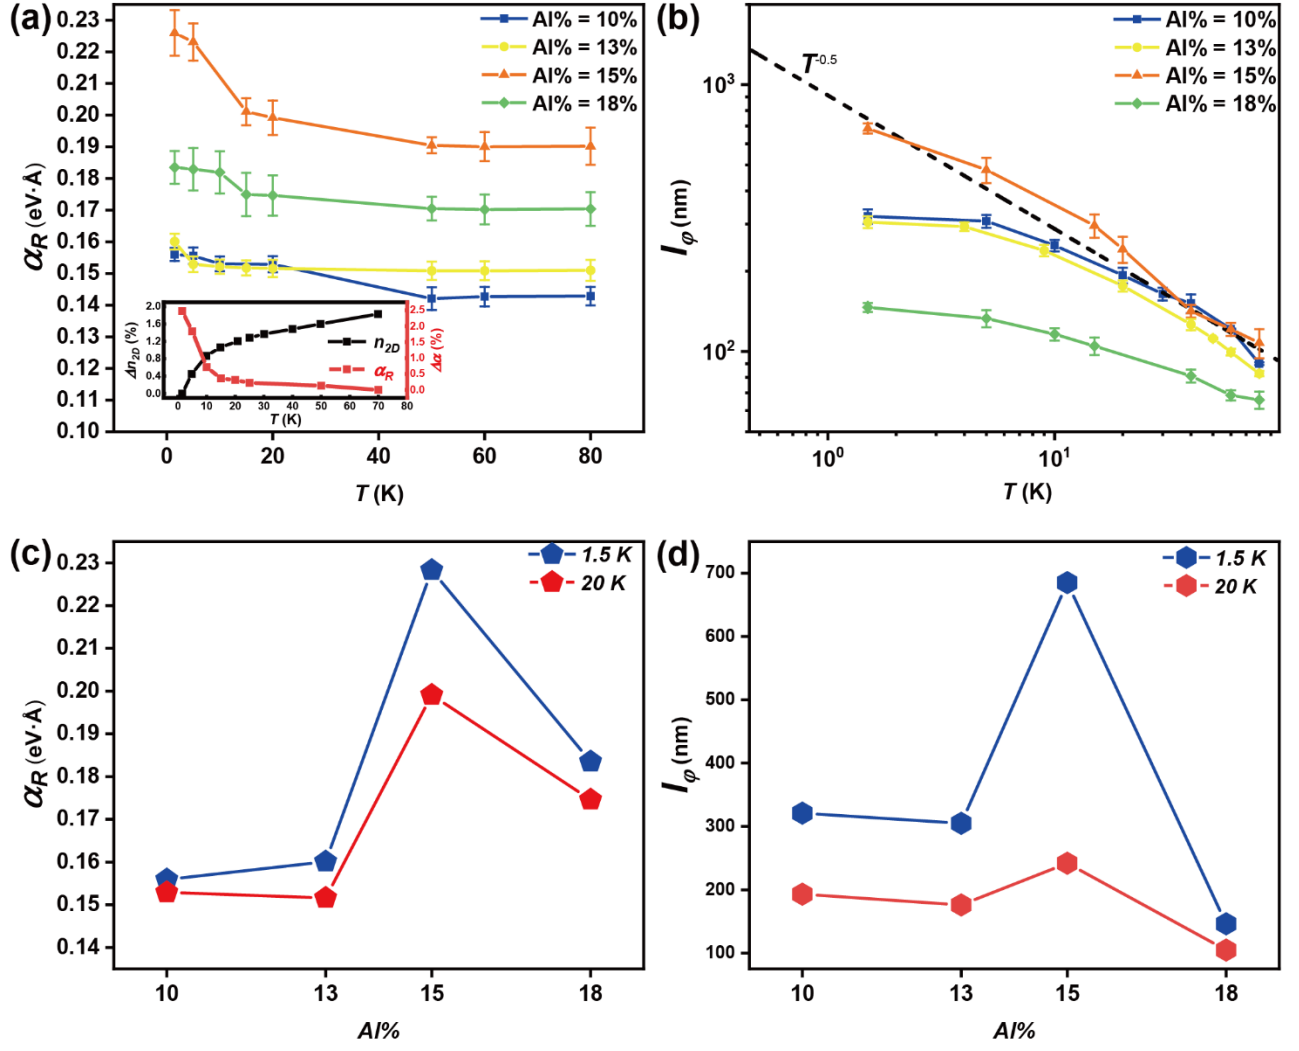 (a)
0.23
0.22
0.21
0.20
0.19
0.18
0.17
0.16
0.15
0.14
0.13
0.12
0.11
0.10
αR (eV·Å)
Al% = 10%
Al% = 13%
Al% = 15%
Al% = 18%
2.0
1.6
1.2
0.8
0.4
0.0
Δn2D (%)
n2D
αR
2.5
2.0
1.5
1.0
0.5
0.0
Δα (%)
0 10 20 30 40 50 60 70 80
T (K)
0 20 40 60 80
T (K)
(b)
10³
10²
lφ (nm)
T-0.5
Al% = 10%
Al% = 13%
Al% = 15%
Al% = 18%
10⁰ 10¹
T (K)
(c)
0.23
0.22
0.21
0.20
0.19
0.18
0.17
0.16
0.15
0.14
αR (eV·Å)
1.5 K
20 K
10 13 15 18
Al%
(d)
700
600
500
400
300
200
100
lφ (nm)
1.5 K
20 K
10 13 15 18
Al%